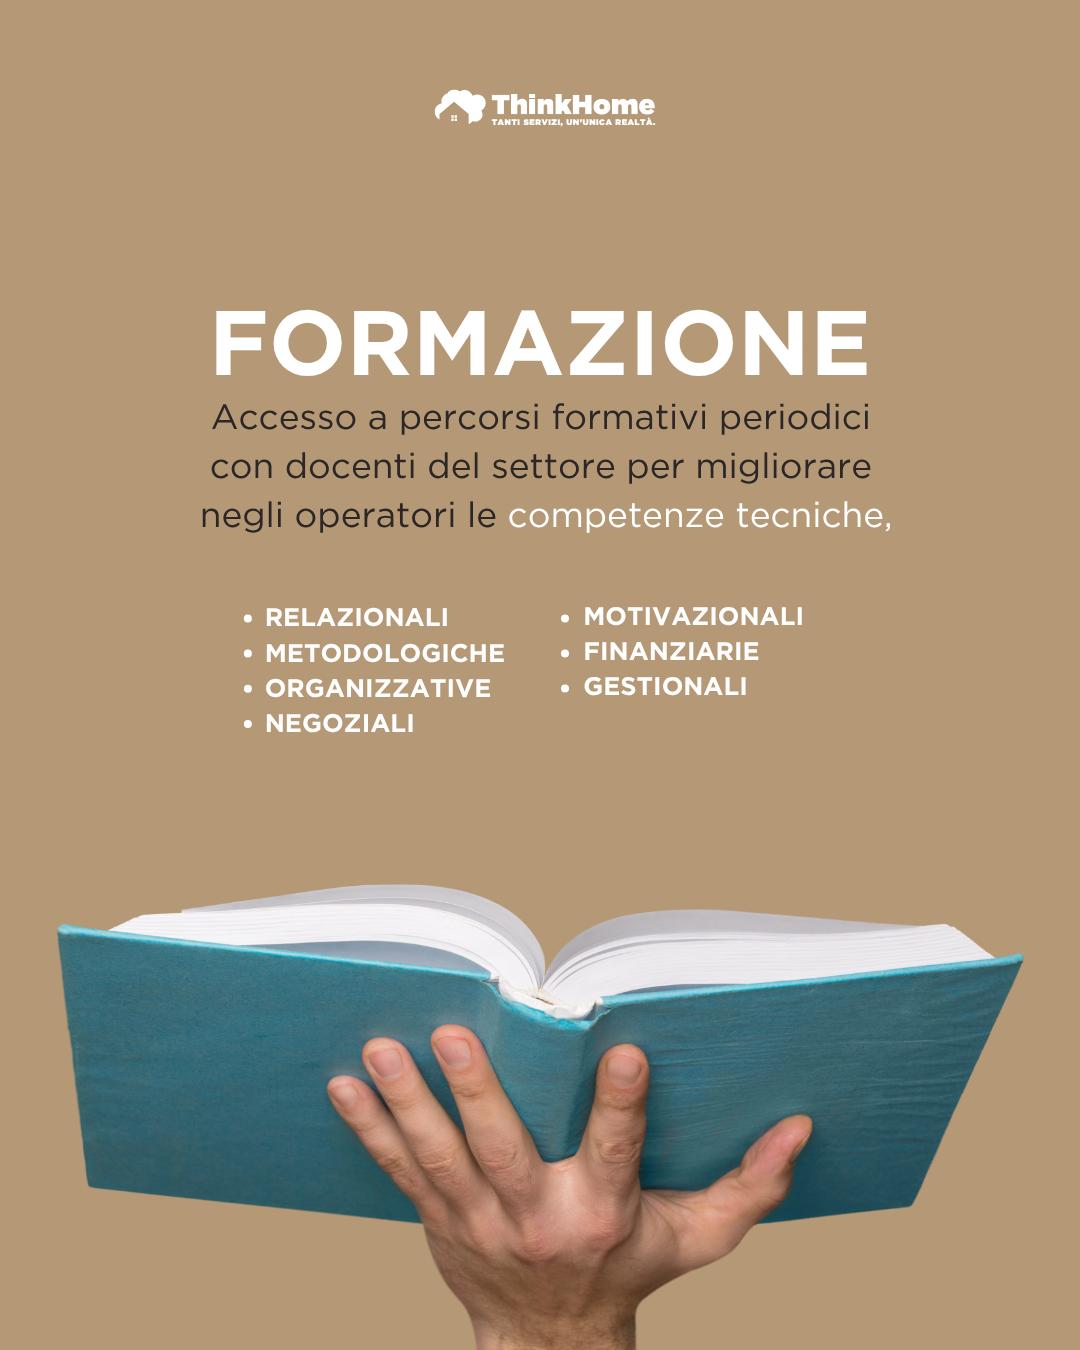 ThinkHome
TANTI SERVIZI, UN'UNICA REALTÀ.
FORMAZIONE
Accesso a percorsi formativi periodici
con docenti del settore per migliorare
negli operatori le competenze tecniche,
• RELAZIONALI
• METODOLOGICHE
• ORGANIZZATIVE
• NEGOZIALI
• MOTIVAZIONALI
• FINANZIARIE
• GESTIONALI